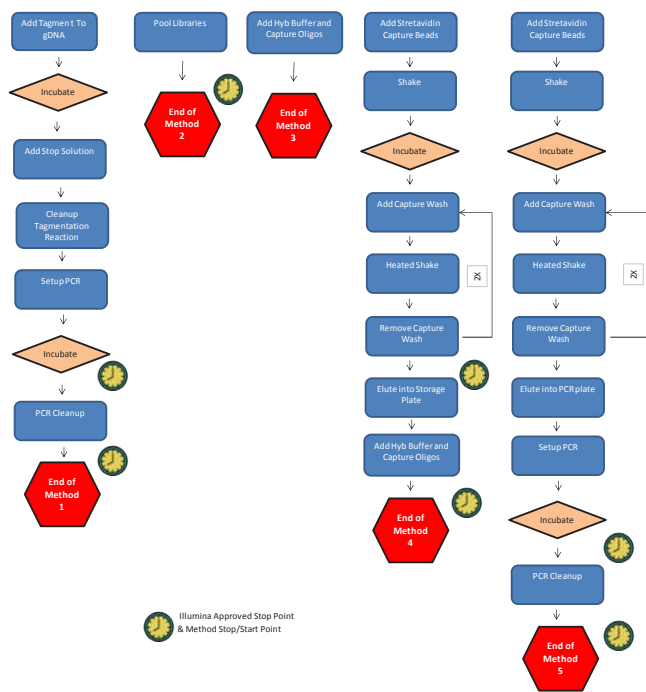 Add Tagment To
gDNA
Incubate
Add Stop Solution
Cleanup
Tagmentation
Reaction
Setup PCR
Incubate
PCR Cleanup
End of
Method
1
Pool Libraries
End of
Method
2
Add Hyb Buffer and
Capture Oligos
End of
Method
3
Add Stretavidin
Capture Beads
Shake
Incubate
Add Capture Wash
Heated Shake
2X
Remove Capture
Wash
Elute into Storage
Plate
Add Hyb Buffer and
Capture Oligos
End of
Method
4
Add Stretavidin
Capture Beads
Shake
Incubate
Add Capture Wash
Heated Shake
2X
Remove Capture
Wash
Elute into PCR plate
Setup PCR
Incubate
PCR Cleanup
End of
Method
5
Illumina Approved Stop Point
& Method Stop/Start Point